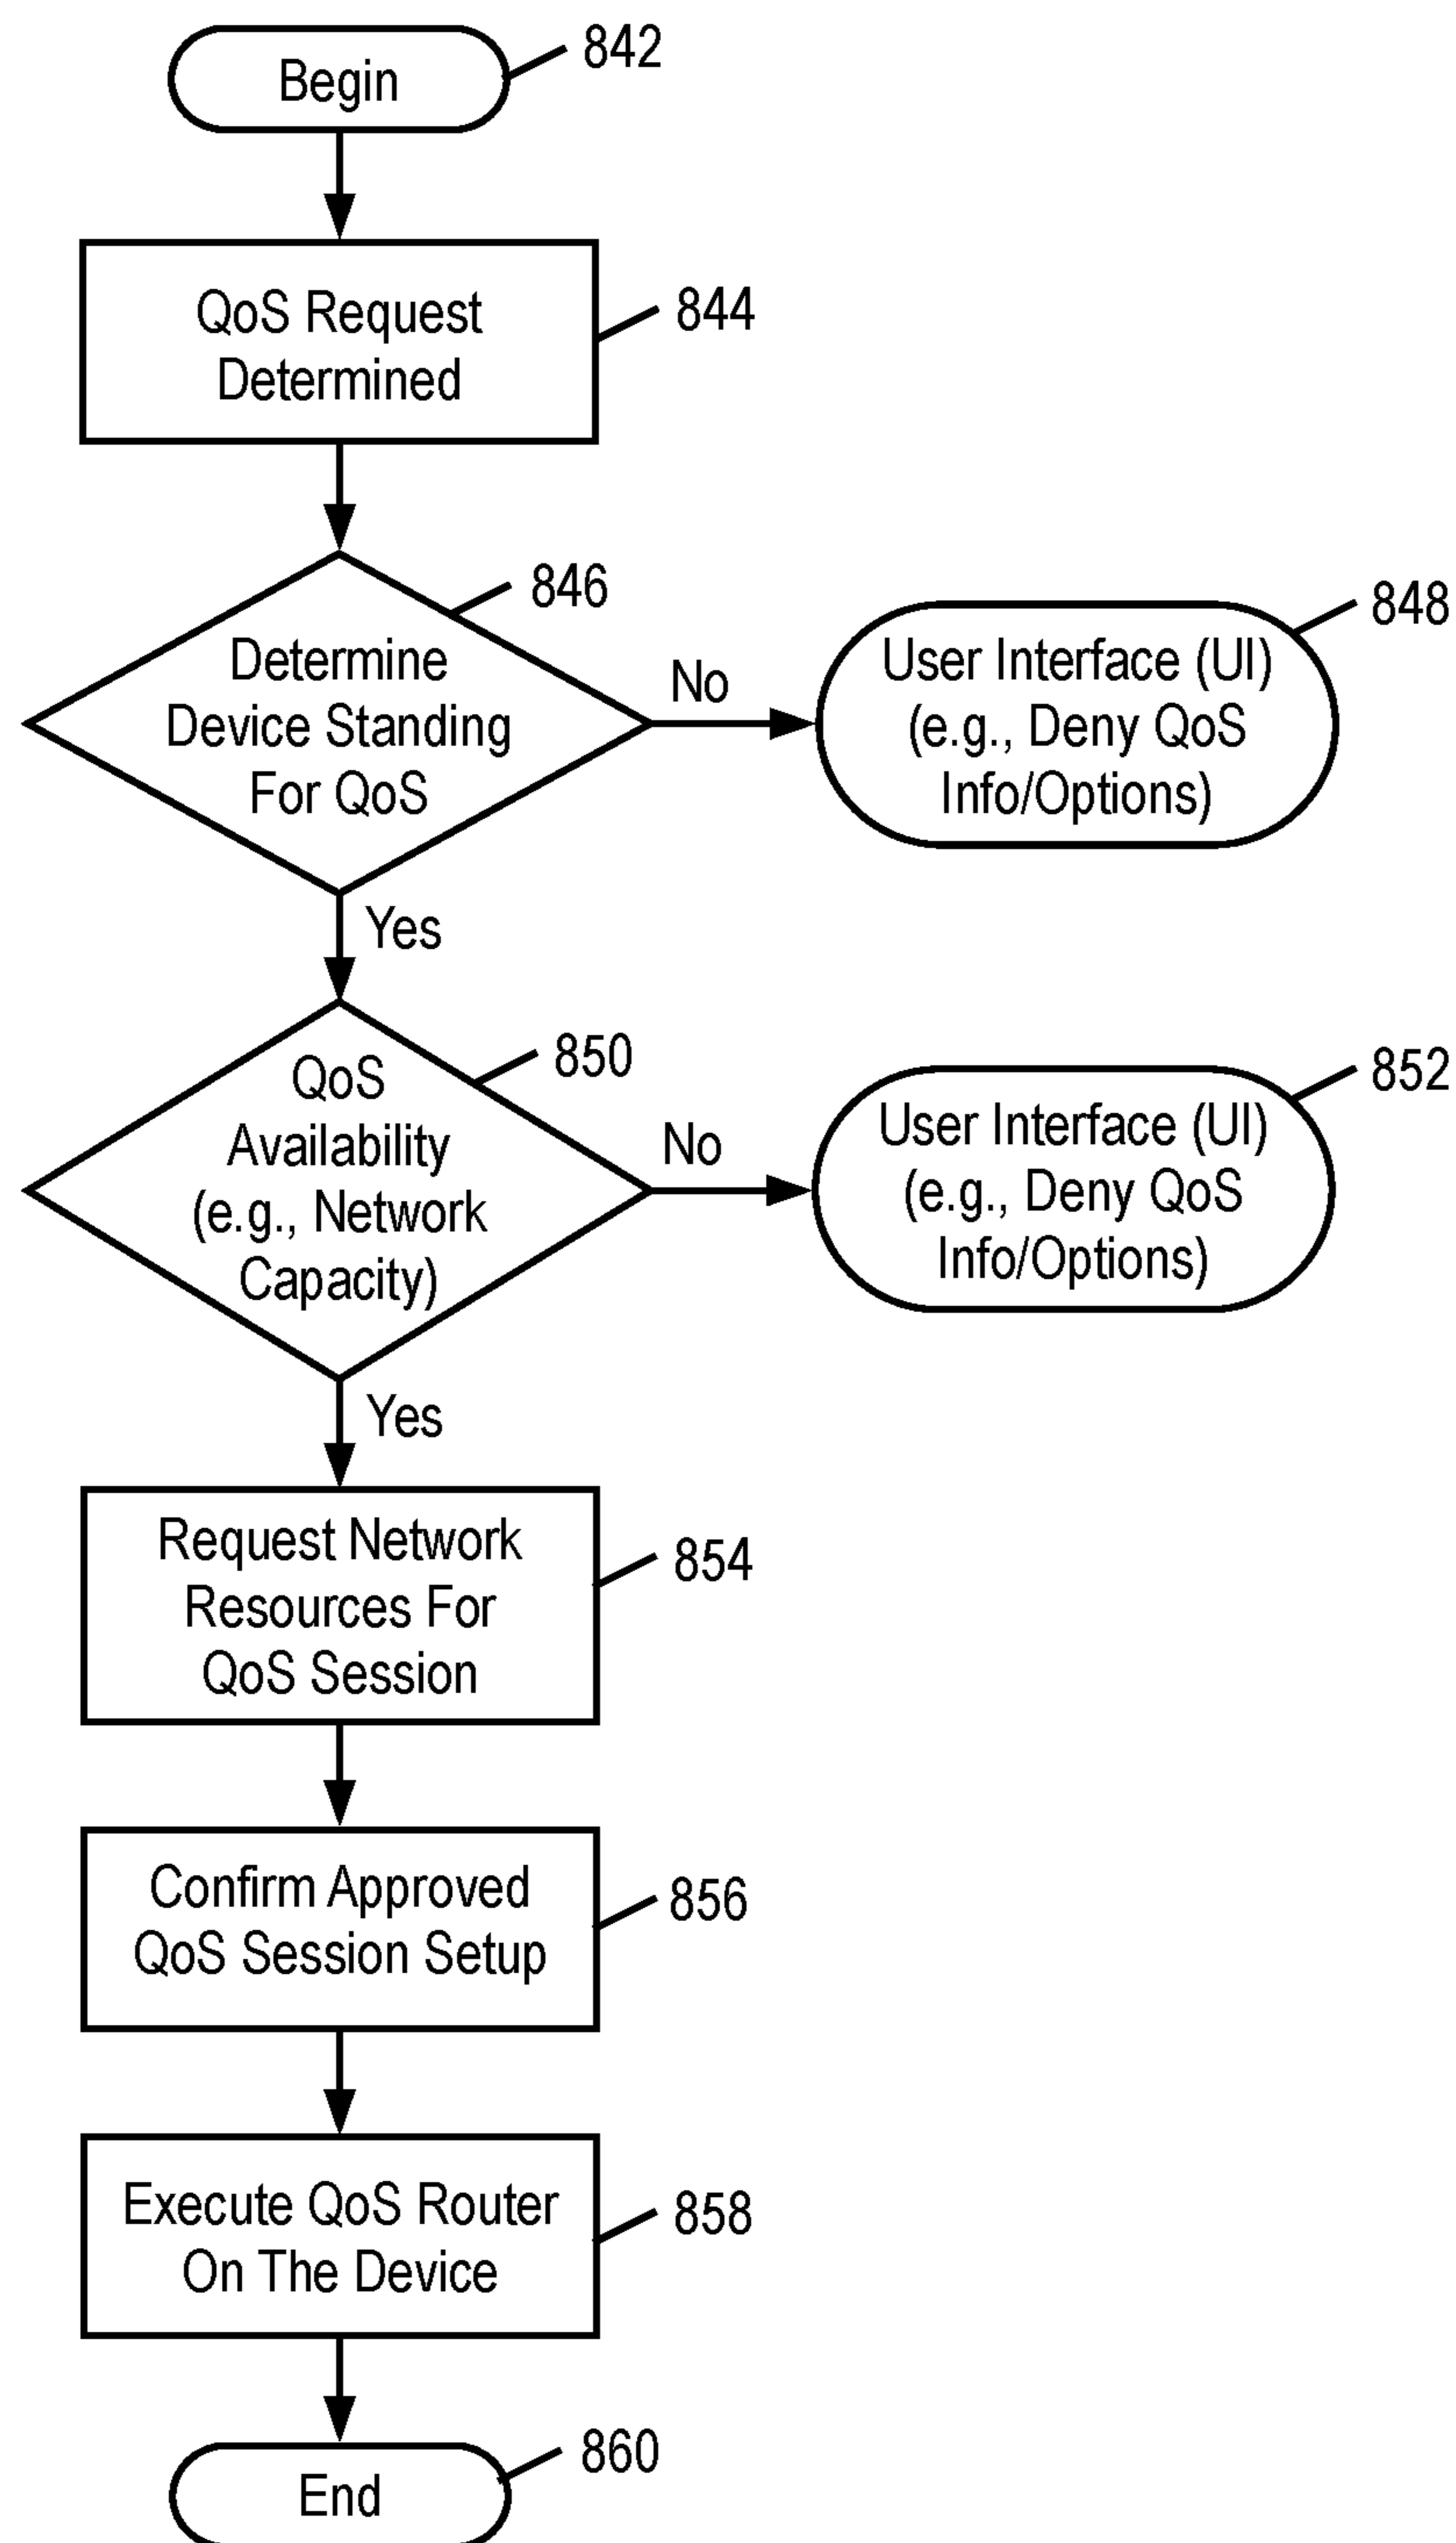 Begin
842
QoS Request
Determined
844
846
Determine
Device Standing
For QoS
No
848
User Interface (UI)
(e.g., Deny QoS
Info/Options)
Yes
850
QoS
Availability
(e.g., Network
Capacity)
No
852
User Interface (UI)
(e.g., Deny QoS
Info/Options)
Yes
Request Network
Resources For
QoS Session
854
Confirm Approved
QoS Session Setup
856
Execute QoS Router
On The Device
858
860
End